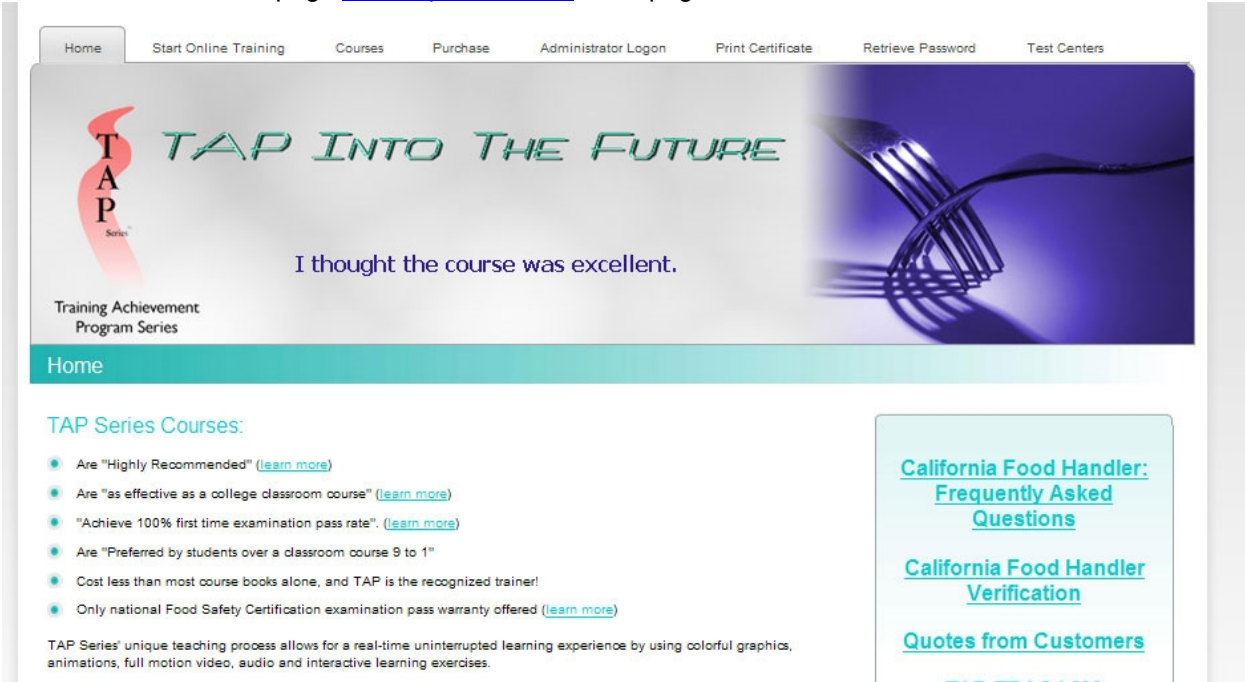 Home Start Online Training Courses Purchase Administrator Logon Print Certificate Retrieve Password Test Centers
T
A
P
Series
TAP INTO THE FUTURE
I thought the course was excellent.
Training Achievement
Program Series
Home
TAP Series Courses:
Are "Highly Recommended" (learn more)
Are "as effective as a college classroom course" (learn more)
"Achieve 100% first time examination pass rate". (learn more)
Are "Preferred by students over a classroom course 9 to 1"
Cost less than most course books alone, and TAP is the recognized trainer!
Only national Food Safety Certification examination pass warranty offered (learn more)
TAP Series' unique teaching process allows for a real-time uninterrupted learning experience by using colorful graphics,
animations, full motion video, audio and interactive learning exercises.
California Food Handler:
Frequently Asked
Questions
California Food Handler
Verification
Quotes from Customers